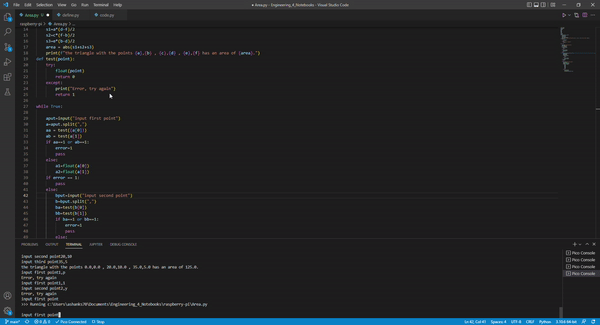 File Edit Selection View Go Run Terminal Help
Area.py - Engineering_4_Notebooks - Visual Studio Code
Area.py
define.py
code.py
raspberry-pi > Area.py > ...
14 s1=a*(d-f)/2
15 s2=c*(f-b)/2
16 s3=e*(b-d)/2
17 area = abs(s1+s2+s3)
18 print(f"the triangle with the points {a},{b} , {c},{d} , {e},{f} has an area of {area}.")
19 def test(point):
20 try:
21 float(point)
22 return 0
23 except:
24 print("Error, try again")
25 return 1
26
27 while True:
28
29 aput=input("input first point")
30 a=aput.split(",")
31 aa = test(a[0])
32 ab = test(a[1])
33 if aa==1 or ab==1:
34 error=1
35 pass
36 else:
37 a1=float(a[0])
38 a2=float(a[1])
39 if error == 1:
40 pass
41 else:
42 bput=input("input second point")
43 b=bput.split(",")
44 ba=test(b[0])
45 bb=test(b[1])
46 if ba==1 or bb==1:
47 error=1
48 pass
49 else:
PROBLEMS OUTPUT TERMINAL JUPYTER DEBUG CONSOLE
input second point20,10
input third point35,5
the triangle with the points 0.0,0.0 , 20.0,10.0 , 35.0,5.0 has an area of 125.0.
input first point1,p
Error, try again
input first point1,1
input second point2,y
Error, try again
input first point
>>> Running c:\Users\ashanks70\Documents\Engineering_4_Notebooks\raspberry-pi\Area.py
input first point
Pico Console
Pico Console
Pico Console
main*
Pico Connected
Stop
Ln 42, Col 41
Spaces: 4
UTF-8
CRLF
Python
3.10.4 64-bit